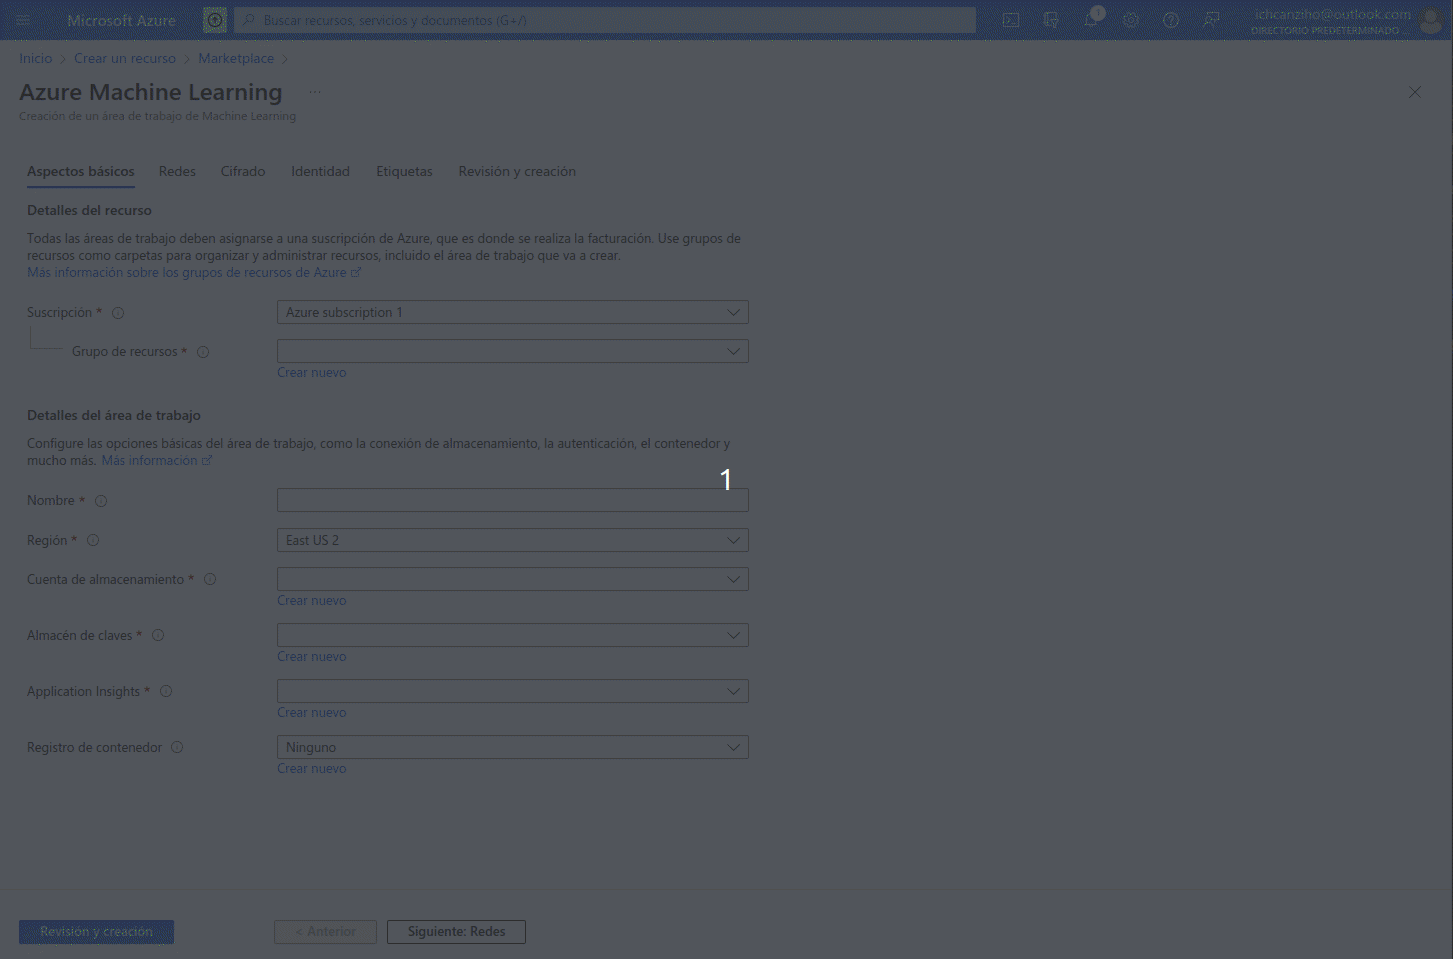 Microsoft Azure
Buscar recursos, servicios y documentos (G+/)
1
ichcanziho@outlook.com
DIRECTORIO PREDETERMINADO ...
Inicio > Crear un recurso > Marketplace >
Azure Machine Learning ...
Creación de un área de trabajo de Machine Learning
Aspectos básicos Redes Cifrado Identidad Etiquetas Revisión y creación
Detalles del recurso
Todas las áreas de trabajo deben asignarse a una suscripción de Azure, que es donde se realiza la facturación. Use grupos de
recursos como carpetas para organizar y administrar recursos, incluido el área de trabajo que va a crear.
Más información sobre los grupos de recursos de Azure
Suscripción * Azure subscription 1
Grupo de recursos *
Crear nuevo
Detalles del área de trabajo
Configure las opciones básicas del área de trabajo, como la conexión de almacenamiento, la autenticación, el contenedor y
mucho más. Más información
1
Nombre *
Región * East US 2
Cuenta de almacenamiento *
Crear nuevo
Almacén de claves *
Crear nuevo
Application Insights *
Crear nuevo
Registro de contenedor Ninguno
Crear nuevo
Revisión y creación < Anterior Siguiente: Redes